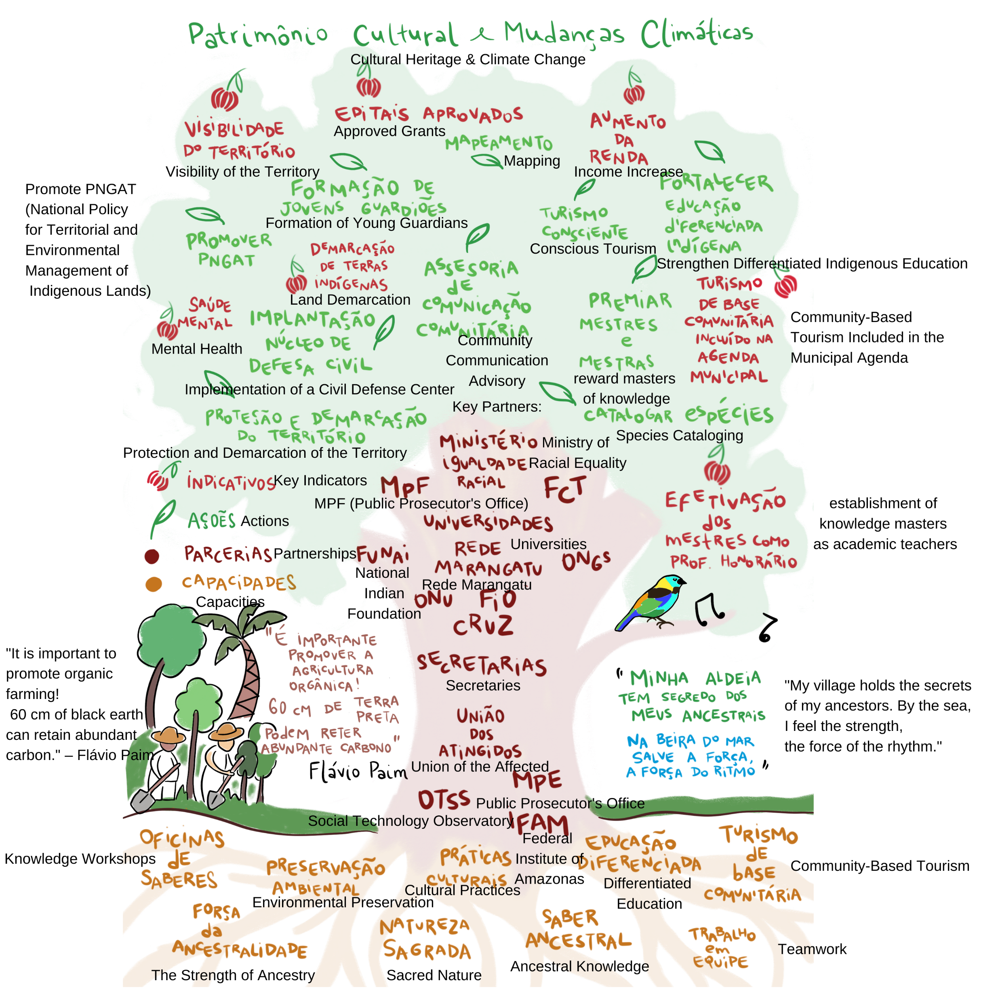 Patrimônio Cultural e Mudanças Climáticas
Cultural Heritage & Climate Change
VISIBILIDADE
DO TERRITÓRIO
Visibility of the Territory
EDITAIS APROVADOS
Approved Grants
MAPEAMENTO
Mapping
AUMENTO
DA
RENDA
Income Increase
FORMAÇÃO DE
JOVENS GUARDIÕES
Formation of Young Guardians
TURISMO
CONSCIENTE
Conscious Tourism
FORTALECER
EDUCAÇÃO
diFERENCIADA
INdÍGENA
Strengthen Differentiated Indigenous Education
Promote PNGAT
(National Policy
for Territorial and
Environmental
Management of
Indigenous Lands)
PROMOVER
PNGAT
DEMARCAÇÃO
DE TERRAS
INDÍGENAS
Land Demarcation
ASSESORIA
dE
COMUNICAÇÃO
COMUNITÁRIA
Community
Communication
Advisory
SAÚDE
MENTAL
Mental Health
IMPLANTAÇÃO
NÚCLEO DE
DEFESA CIVIL
Implementation of a Civil Defense Center
PREMIAR
MESTRES
e
MESTRAS
reward masters
of knowledge
TURISMO
DE BASE
COMUNITÁRIA
INCLUÍDO NA
AGENDA
MUNICIPAL
Community-Based
Tourism Included in the
Municipal Agenda
PROTESÃO E DEMARCAÇÃO
DO TERRITÓRIO
Protection and Demarcation of the Territory
CATALOGAR ESPÉCIES
Species Cataloging
Key Partners:
MINISTÉRIO
IGUALDADE
RACIAL
Ministry of
Racial Equality
MPF
MPF (Public Prosecutor's Office)
FCT
UNIVERSIDADES
Universities
INDICATIVOS
Key Indicators
AÇOẼS
Actions
PARCERIAS
Partnerships
CAPACIDADES
Capacities
FUNAI
National
Indian
Foundation
REDE
MARANGATU
Rede Marangatu
ONGs
ONU
FIO
CRUZ
EFETIVAÇÃO
dOS
MEStRES COMO
PROF. HONORÁRIO
establishment of
knowledge masters
as academic teachers
SECRETARIAS
Secretaries
UNIÃO
DOS
ATINGIDOS
Union of the Affected
MPE
Public Prosecutor's Office
OTSS
Social Technology Observatory
IFAM
Federal
Institute of
Amazonas
"It is important to
promote organic
farming!
60 cm of black earth
can retain abundant
carbon." – Flávio Paim
"É IMPORTANTE
PROMOVER A
AGRICULTURA
ORGÂNICA!
60 cM DE TERRA
PRETA
PodEM RETER
ABUNDANTE CARBONO"
Flávio Paim
"MINHA ALDEIA
TEM SEGREDO DOS
MEUS ANCESTRAIS
NA BEIRA DO MAR
SALVE A FORÇA,
A FORÇA DO RITMO"
"My village holds the secrets
of my ancestors. By the sea,
I feel the strength,
the force of the rhythm."
OFICINAS
dE
SABERES
Knowledge Workshops
PRESERVAÇÃO
AMBIENTAL
Environmental Preservation
PRÁTICAS
CULTURAIS
Cultural Practices
EDUCAÇÃO
DIFERENCIADA
Differentiated
Education
TURISMO
dE
bASE
COMUNITÁRIA
Community-Based Tourism
FORÇA
da
ANCESTRALIDADE
The Strength of Ancestry
NATUREZA
SAGRADA
Sacred Nature
SABER
ANCESTRAL
Ancestral Knowledge
TRABALHO
em
EQUIPE
Teamwork